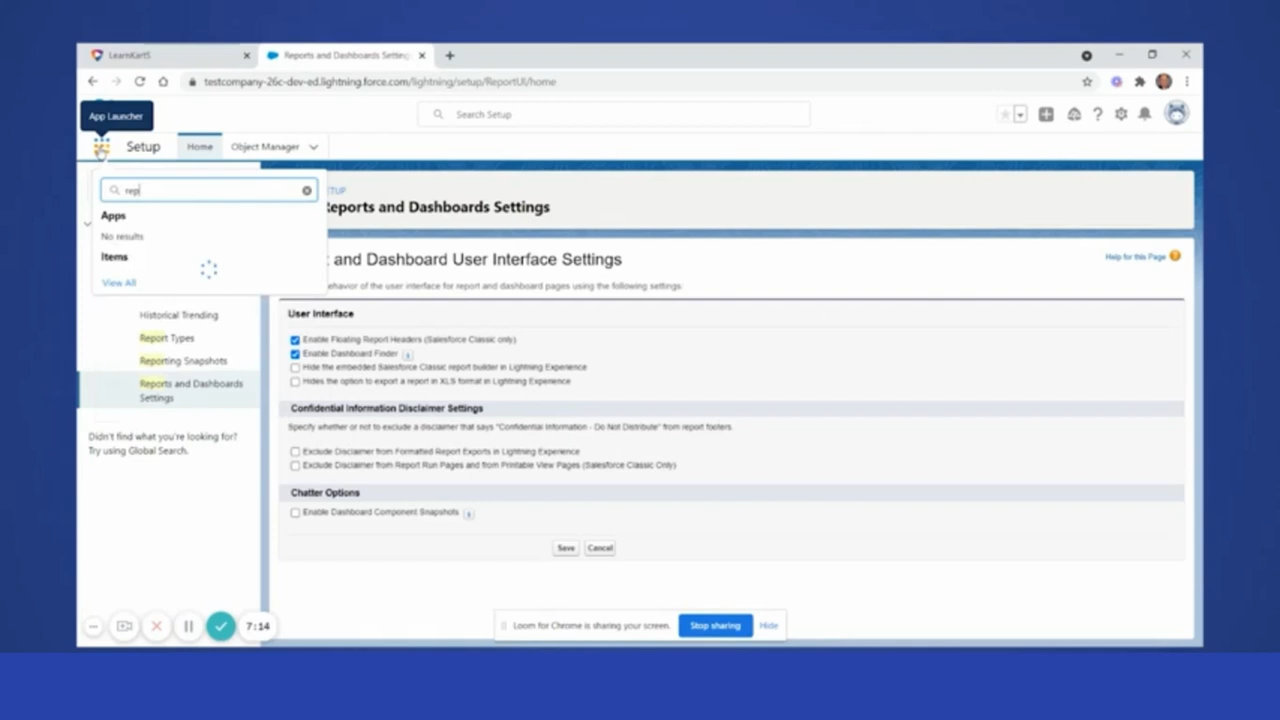 LearnKartS
Reports and Dashboards Setting
testcompany-26c-dev-ed.lightning.force.com/lightning/setup/ReportUI/home
App Launcher
Search Setup
Setup
Home
Object Manager
rep
Apps
No results
Items
View All
Historical Trending
Report Types
Reporting Snapshots
Reports and Dashboards
Settings
Didn't find what you're looking for?
Try using Global Search.
TUP
eports and Dashboards Settings
and Dashboard User Interface Settings
Help for this Page
ehavior of the user interface for report and dashboard pages using the following settings:
User Interface
Enable Floating Report Headers (Salesforce Classic only)
Enable Dashboard Finder
Hide the embedded Salesforce Classic report builder in Lightning Experience
Hides the option to export a report in XLS format in Lightning Experience
Confidential Information Disclaimer Settings
Specify whether or not to exclude a disclaimer that says "Confidential Information - Do Not Distribute" from report footers.
Exclude Disclaimer from Formatted Report Exports in Lightning Experience
Exclude Disclaimer from Report Run Pages and from Printable View Pages (Salesforce Classic Only)
Chatter Options
Enable Dashboard Component Snapshots
Save
Cancel
7:14
Loom for Chrome is sharing your screen.
Stop sharing
Hide